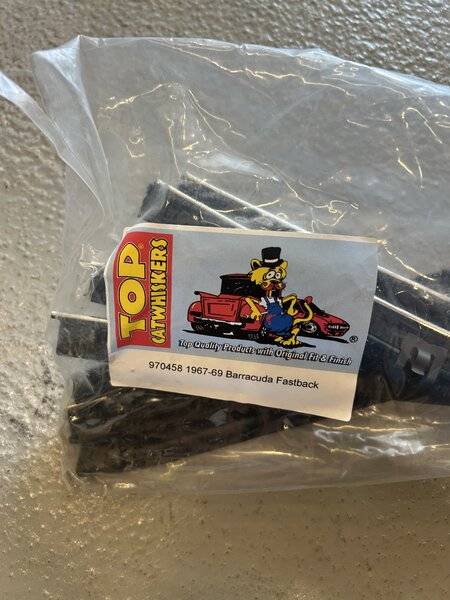 TOP®
CATWHISKERS
Top Quality Products with Original Fit & Finish
®
970458 1967-69 Barracuda Fastback